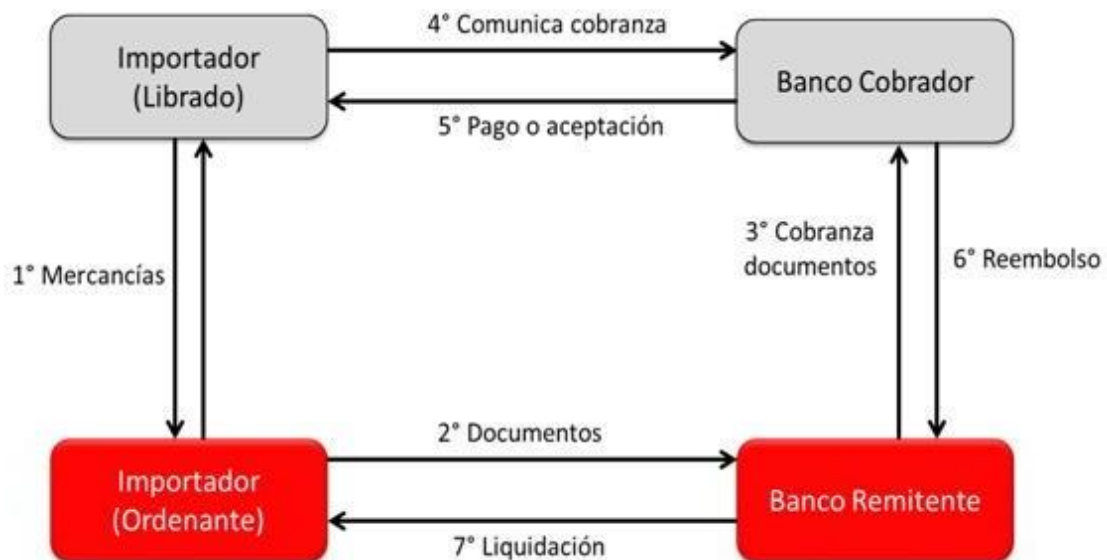 4° Comunica cobranza
Importador
(Librado)
Banco Cobrador
5° Pago o aceptación
1° Mercancías
3° Cobranza
documentos
6° Reembolso
2° Documentos
Importador
(Ordenante)
Banco Remitente
7° Liquidación